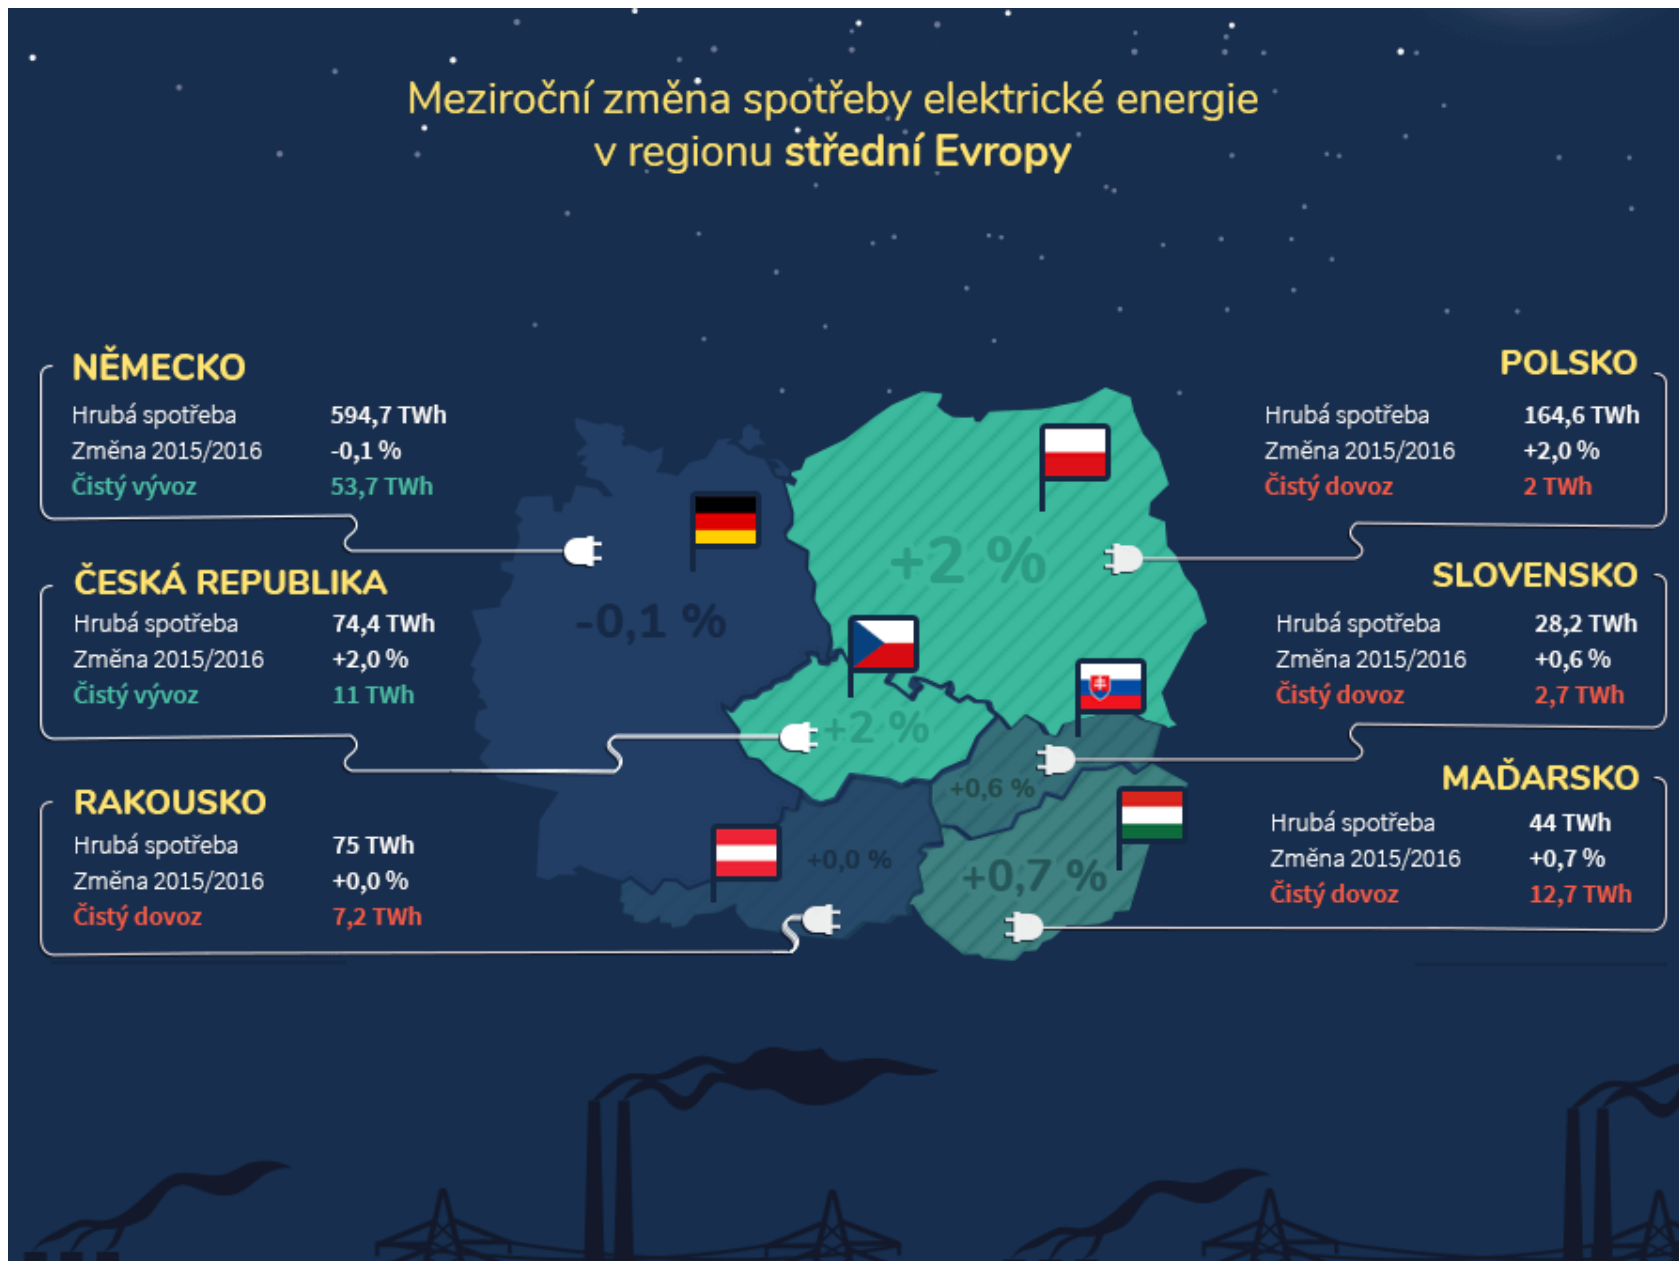 Meziroční změna spotřeby elektrické energie
v regionu střední Evropy
NĚMECKO
Hrubá spotřeba 594,7 TWh
Změna 2015/2016 -0,1 %
Čistý vývoz 53,7 TWh
ČESKÁ REPUBLIKA
Hrubá spotřeba 74,4 TWh
Změna 2015/2016 +2,0 %
Čistý vývoz 11 TWh
RAKOUSKO
Hrubá spotřeba 75 TWh
Změna 2015/2016 +0,0 %
Čistý dovoz 7,2 TWh
-0,1 %
+2 %
+2 %
+0,6 %
+0,0 %
+0,7 %
POLSKO
Hrubá spotřeba 164,6 TWh
Změna 2015/2016 +2,0 %
Čistý dovoz 2 TWh
SLOVENSKO
Hrubá spotřeba 28,2 TWh
Změna 2015/2016 +0,6 %
Čistý dovoz 2,7 TWh
MAĎARSKO
Hrubá spotřeba 44 TWh
Změna 2015/2016 +0,7 %
Čistý dovoz 12,7 TWh